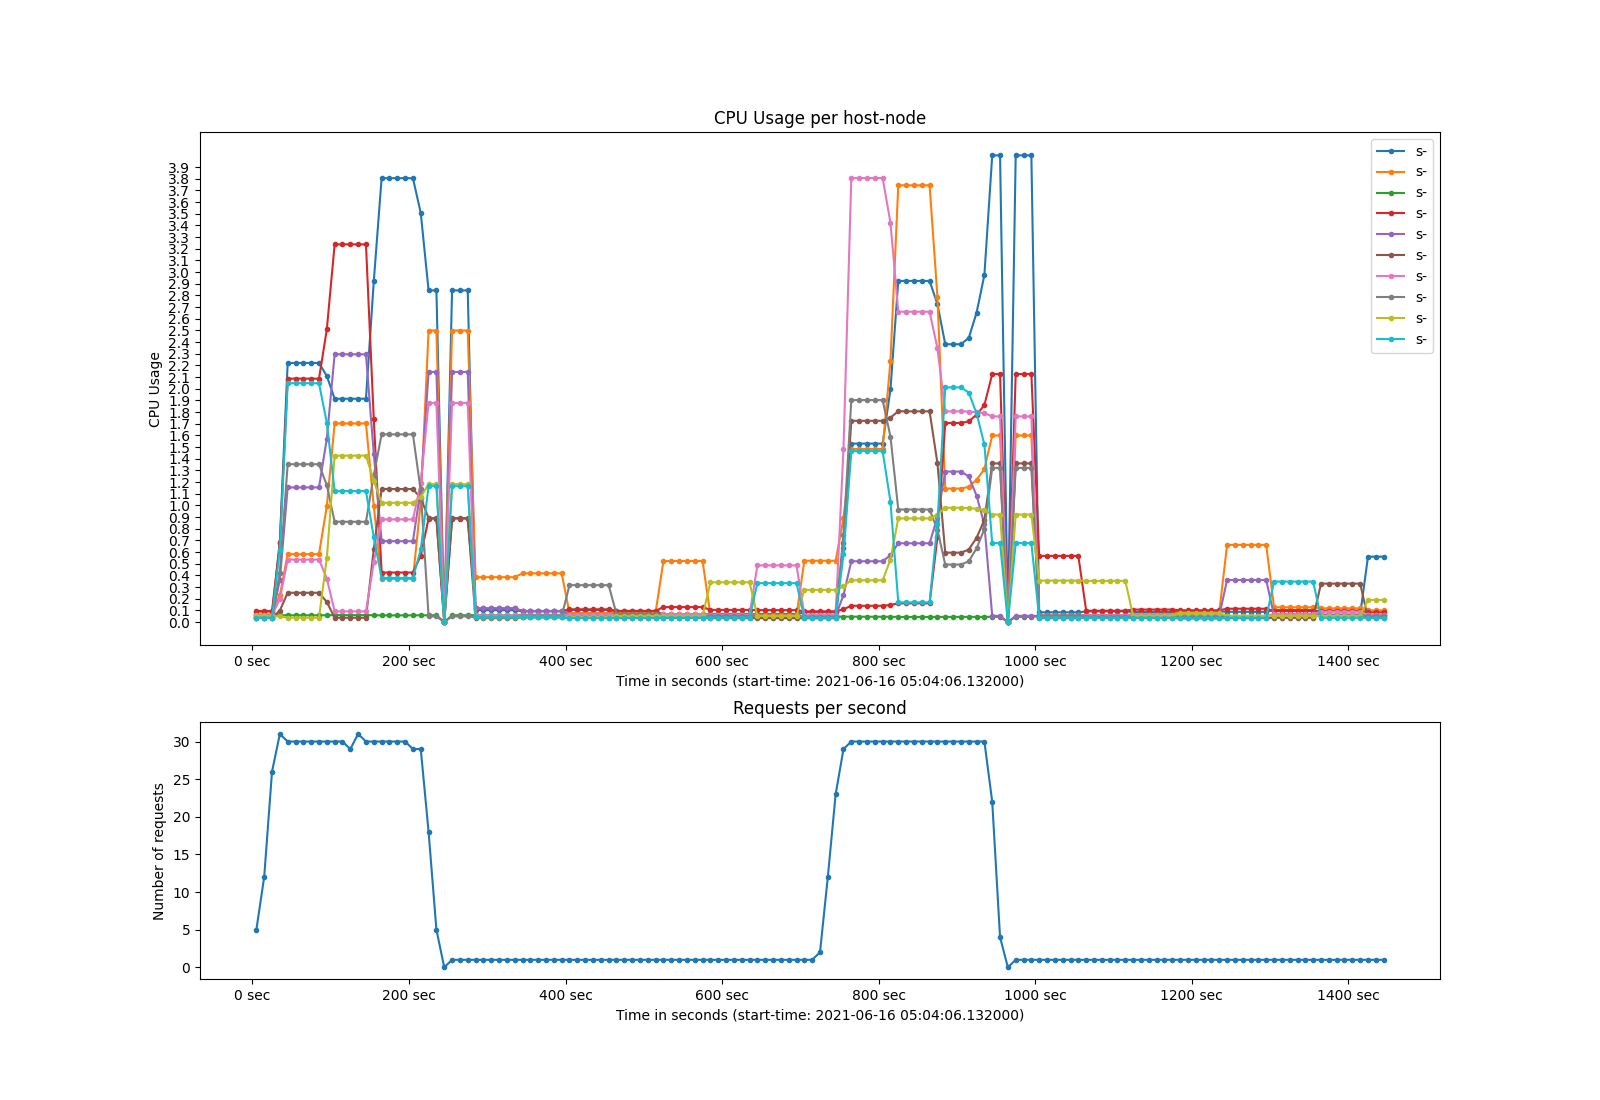 CPU Usage per host-node
CPU Usage
3.9
3.8
3.7
3.6
3.5
3.4
3.3
3.2
3.1
3.0
2.9
2.8
2.7
2.6
2.5
2.4
2.3
2.2
2.1
2.0
1.9
1.8
1.7
1.6
1.5
1.4
1.3
1.2
1.1
1.0
0.9
0.8
0.7
0.6
0.5
0.4
0.3
0.2
0.1
0.0
s-
s-
s-
s-
s-
s-
s-
s-
s-
s-
0 sec 200 sec 400 sec 600 sec 800 sec 1000 sec 1200 sec 1400 sec
Time in seconds (start-time: 2021-06-16 05:04:06.132000)
Requests per second
Number of requests
30
25
20
15
10
5
0
0 sec 200 sec 400 sec 600 sec 800 sec 1000 sec 1200 sec 1400 sec
Time in seconds (start-time: 2021-06-16 05:04:06.132000)